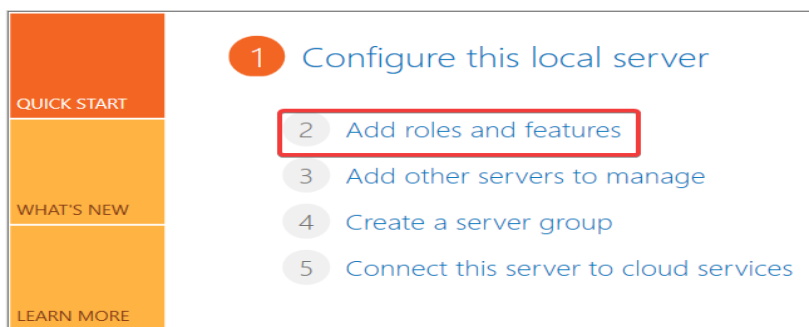 QUICK START
WHAT'S NEW
LEARN MORE
1 Configure this local server
2 Add roles and features
3 Add other servers to manage
4 Create a server group
5 Connect this server to cloud services